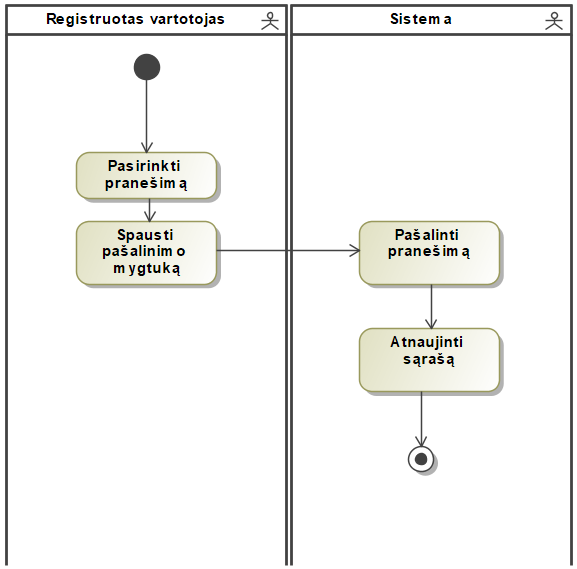 Registruotas vartotojas
Sistema
Pasirinkti
pranešimą
Spausti
pašalinimo
mygtuką
Pašalinti
pranešimą
Atnaujinti
sąrašą